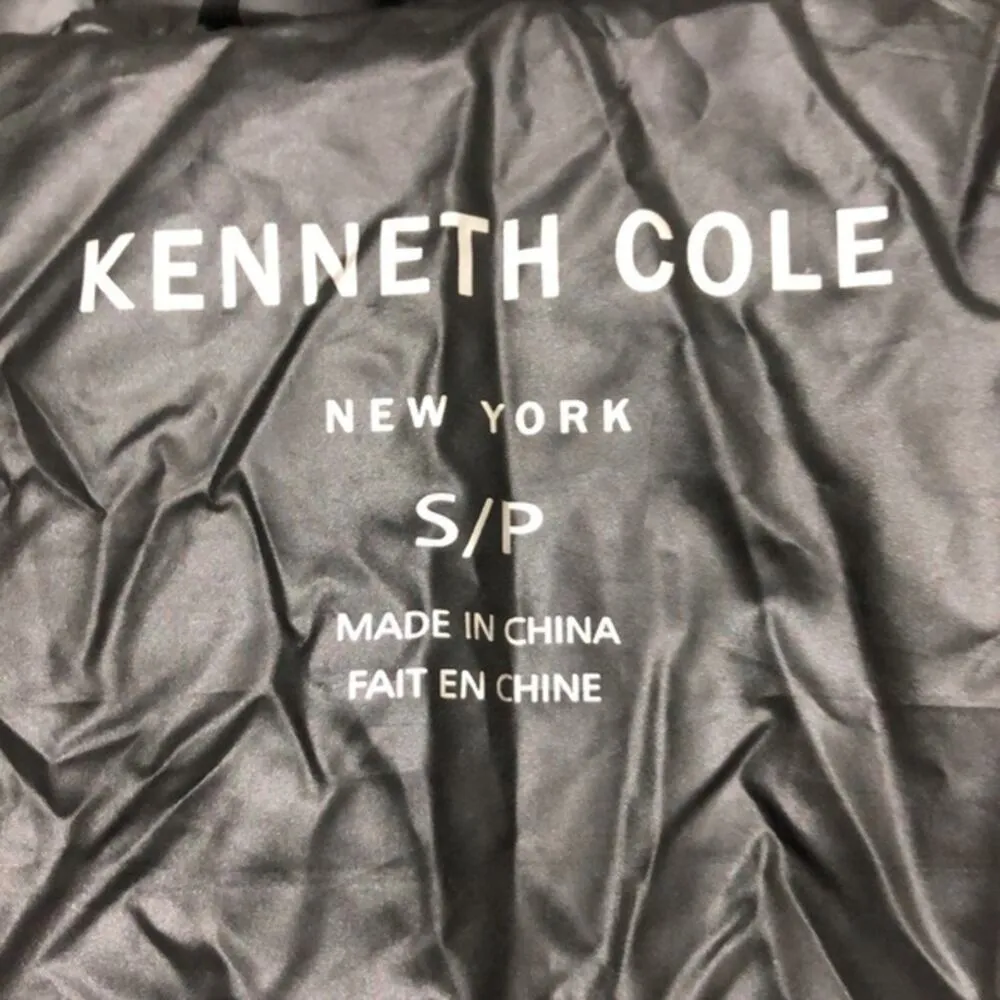 KENNETH COLE
NEW YORK
S/P
MADE IN CHINA
FAIT EN CHINE